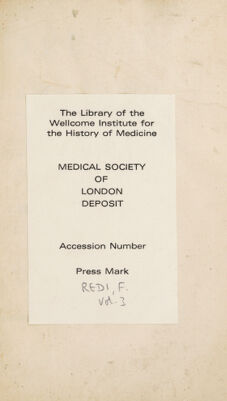 The Library of the
Wellcome Institute for
the History of Medicine
MEDICAL SOCIETY
OF
LONDON
DEPOSIT
Accession Number
Press Mark
REDI, F.
Vol. 3